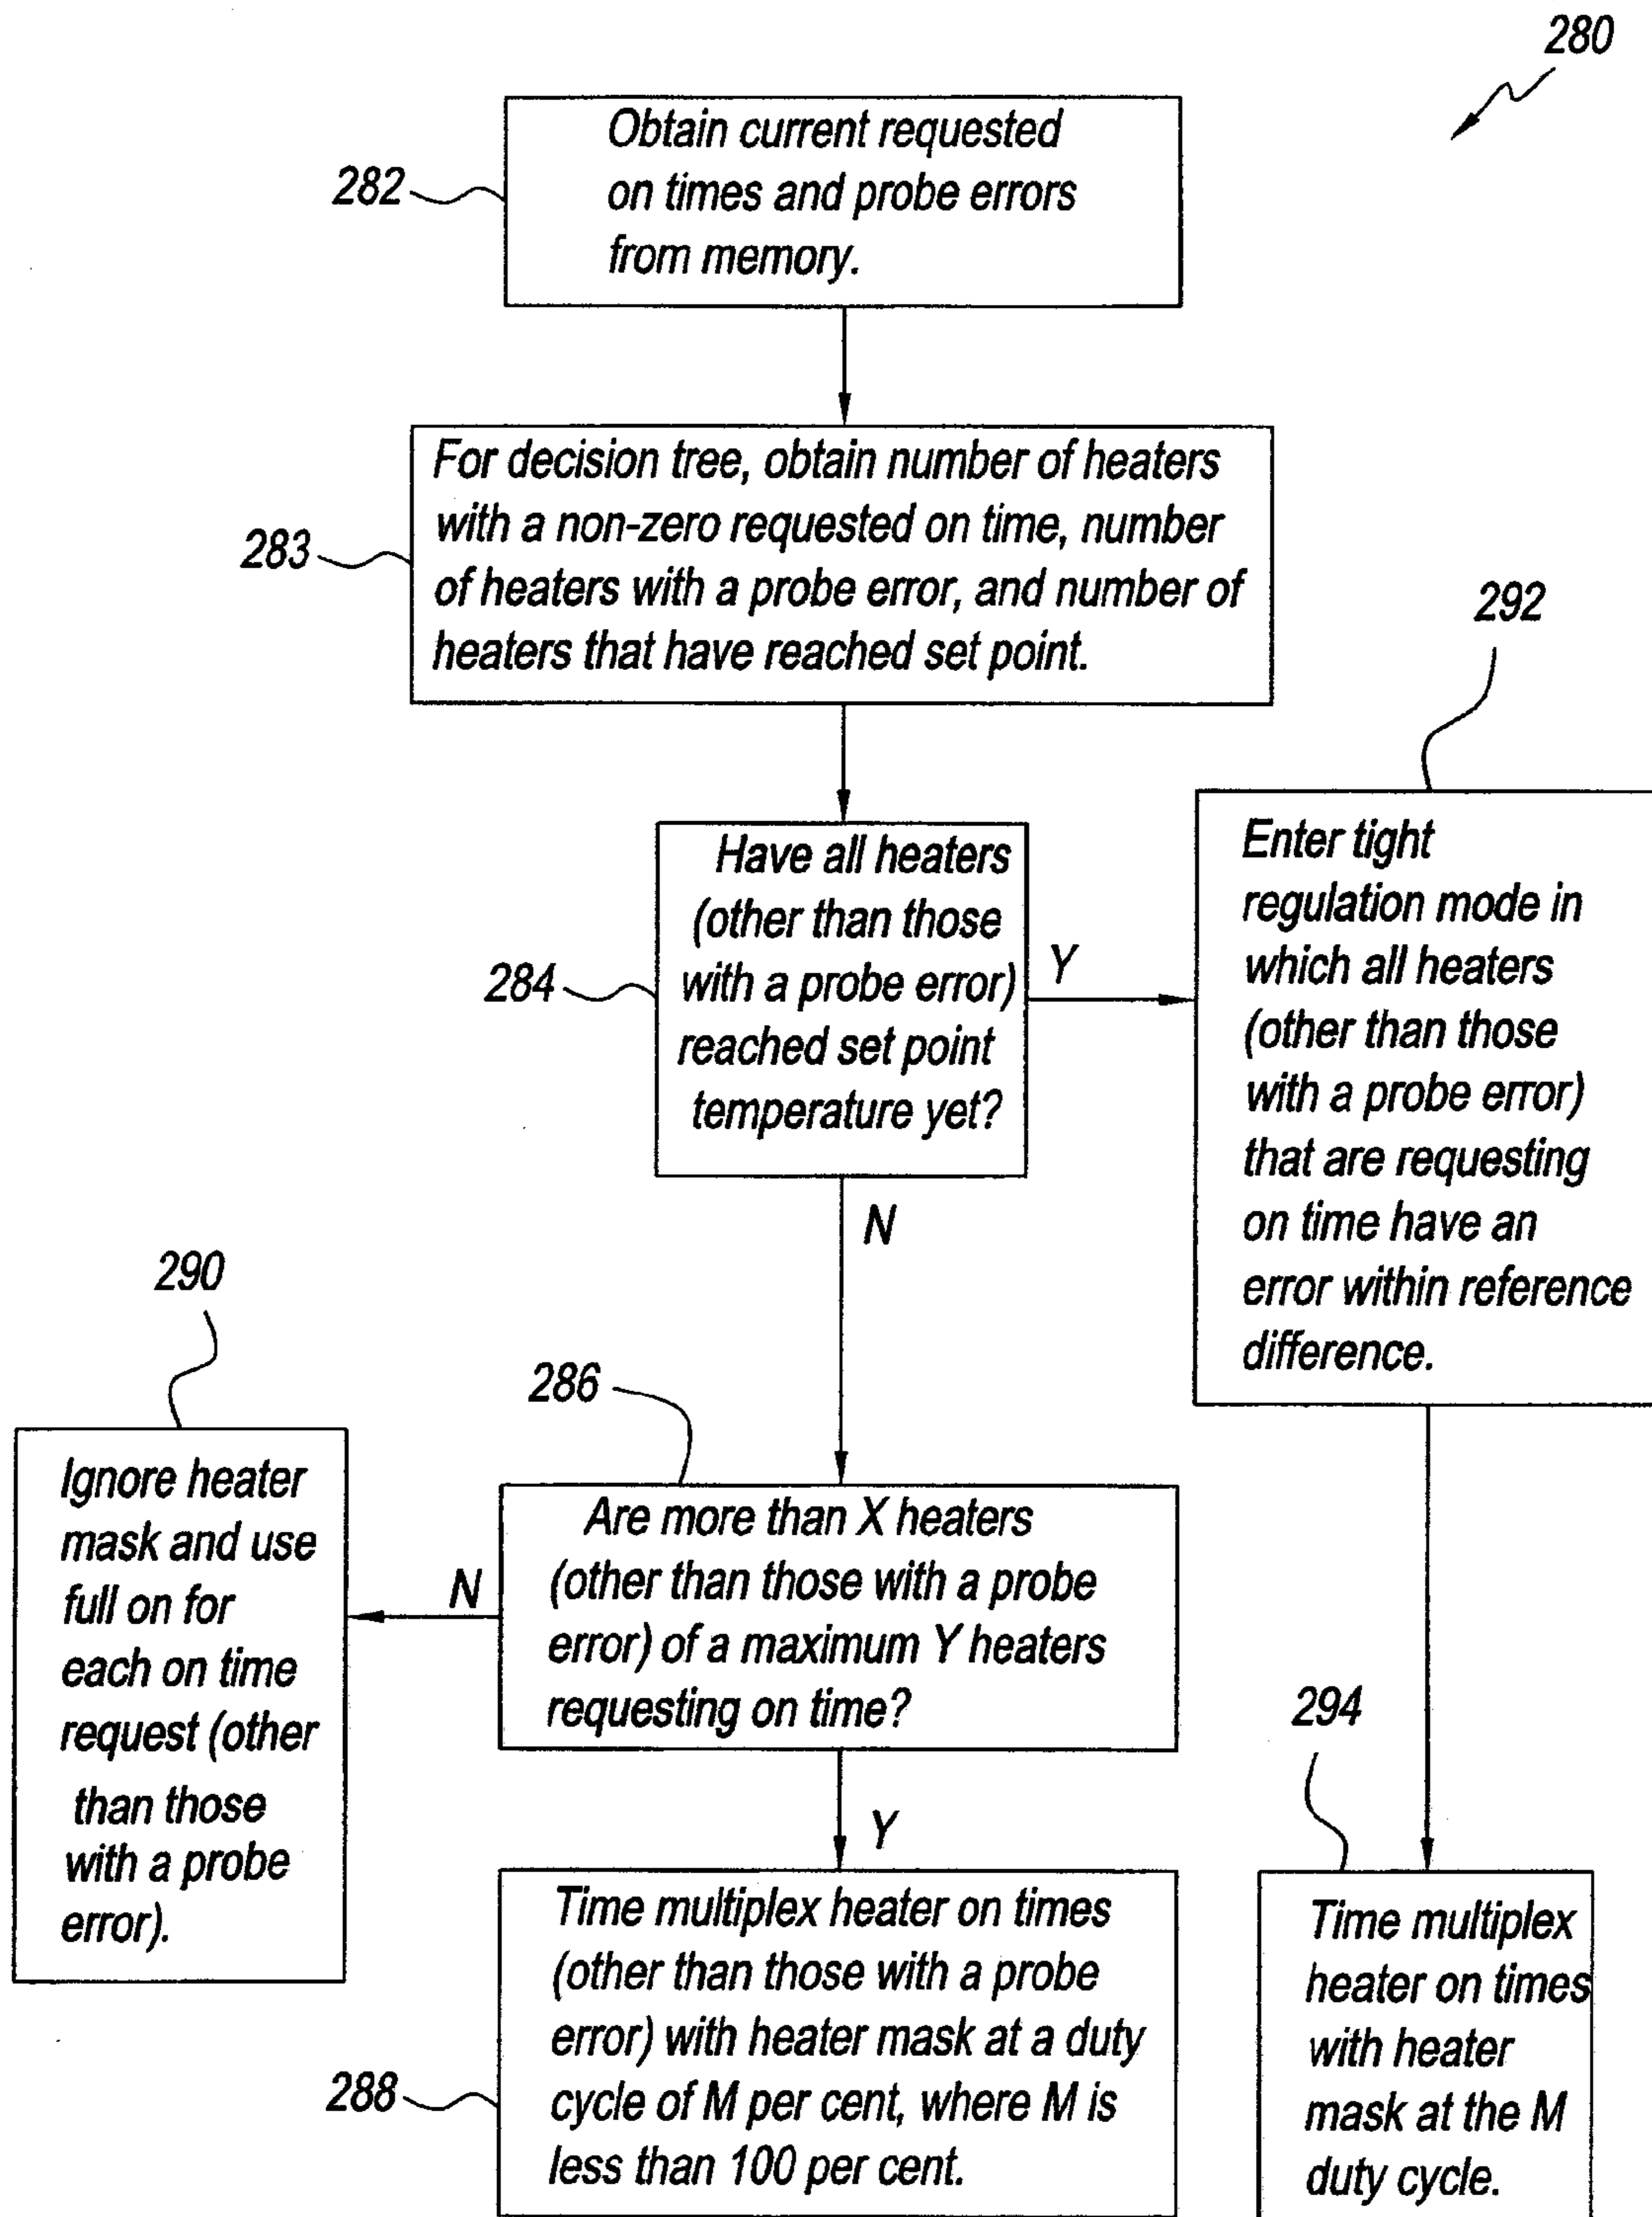 280
Obtain current requested
on times and probe errors
from memory.
282
For decision tree, obtain number of heaters
with a non-zero requested on time, number
of heaters with a probe error, and number of
heaters that have reached set point.
283
292
Have all heaters
(other than those
with a probe error)
reached set point
temperature yet?
284
Y
N
Enter tight
regulation mode in
which all heaters
(other than those
with a probe error)
that are requesting
on time have an
error within reference
difference.
290
286
Ignore heater
mask and use
full on for
each on time
request (other
than those
with a probe
error).
N
Are more than X heaters
(other than those with a probe
error) of a maximum Y heaters
requesting on time?
Y
294
Time multiplex heater on times
(other than those with a probe
error) with heater mask at a duty
cycle of M per cent, where M is
less than 100 per cent.
288
Time multiplex
heater on times
with heater
mask at the M
duty cycle.